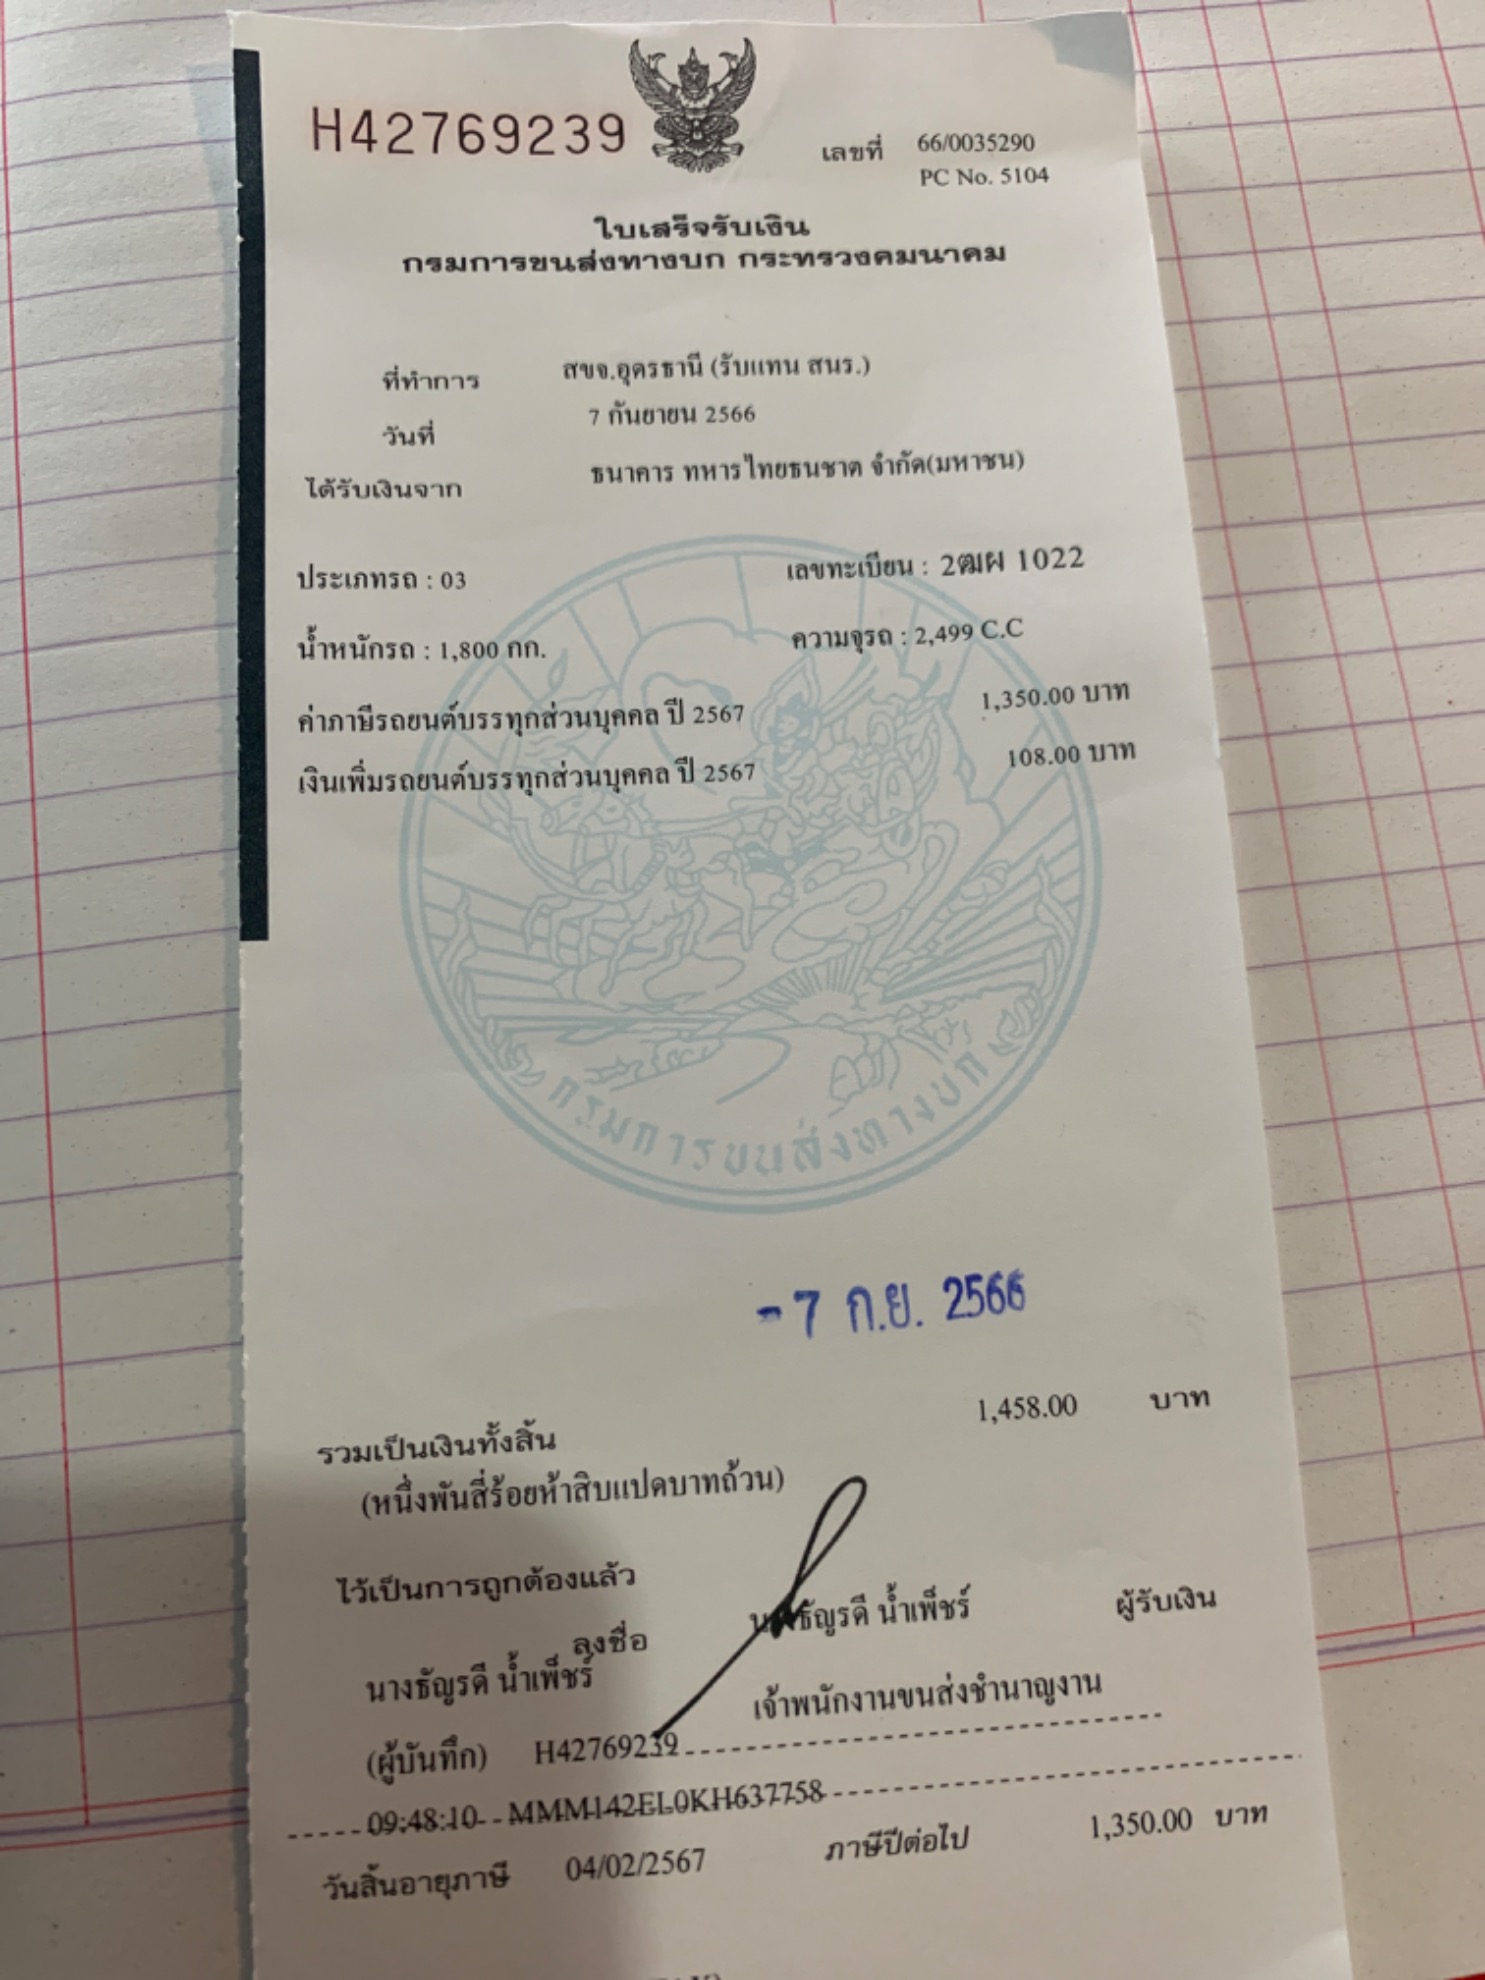 H42769239
เลขที่ 66/0035290
PC No. 5104
ใบเสร็จรับเงิน
กรมการขนส่งทางบก กระทรวงคมนาคม
ที่ทำการ สขจ.อุดรธานี (รับแทน สนร.)
วันที่ 7 กันยายน 2566
ได้รับเงินจาก ธนาคาร ทหารไทยธนชาต จำกัด(มหาชน)
ประเภทรถ : 03 เลขทะเบียน : 2ฒผ 1022
น้ำหนักรถ : 1,800 กก. ความจุรถ : 2,499 C.C
ค่าภาษีรถยนต์บรรทุกส่วนบุคคล ปี 2567 1,350.00 บาท
เงินเพิ่มรถยนต์บรรทุกส่วนบุคคล ปี 2567 108.00 บาท
กรมการขนส่งทางบก
-7 ก.ย. 2566
รวมเป็นเงินทั้งสิ้น 1,458.00 บาท
(หนึ่งพันสี่ร้อยห้าสิบแปดบาทถ้วน)
ไว้เป็นการถูกต้องแล้ว
ลงชื่อ นางธัญรดี น้ำเพ็ชร์ ผู้รับเงิน
นางธัญรดี น้ำเพ็ชร์ เจ้าพนักงานขนส่งชำนาญงาน
(ผู้บันทึก) H42769239
09:48:10 MMM142EL0KH637758
วันสิ้นอายุภาษี 04/02/2567 ภาษีปีต่อไป 1,350.00 บาท